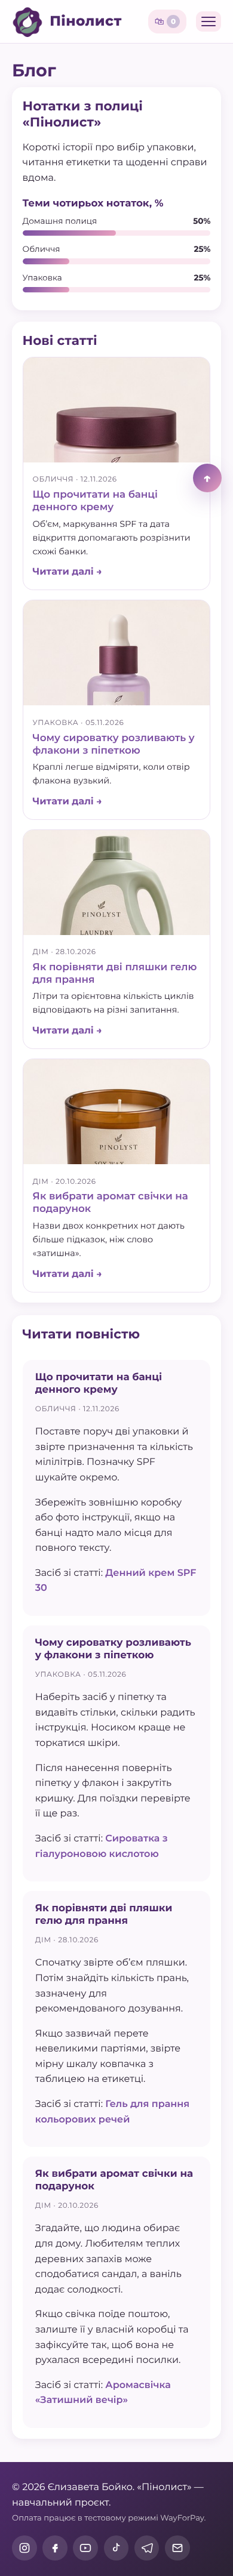 Пінолист
0
Блог
Нотатки з полиці
«Пінолист»
Короткі історії про вибір упаковки,
читання етикетки та щоденні справи
вдома.
Теми чотирьох нотаток, %
Домашня полиця 50%
Обличчя 25%
Упаковка 25%
Нові статті
ОБЛИЧЧЯ · 12.11.2026
Що прочитати на банці
денного крему
Об’єм, маркування SPF та дата
відкриття допомагають розрізнити
схожі банки.
Читати далі →
УПАКОВКА · 05.11.2026
Чому сироватку розливають у
флакони з піпеткою
Краплі легше відміряти, коли отвір
флакона вузький.
Читати далі →
PINOLYST
LAUNDRY
ДІМ · 28.10.2026
Як порівняти дві пляшки гелю
для прання
Літри та орієнтовна кількість циклів
відповідають на різні запитання.
Читати далі →
PINOLYST
SOY WAX
ДІМ · 20.10.2026
Як вибрати аромат свічки на
подарунок
Назви двох конкретних нот дають
більше підказок, ніж слово
«затишна».
Читати далі →
Читати повністю
Що прочитати на банці
денного крему
ОБЛИЧЧЯ · 12.11.2026
Поставте поруч дві упаковки й
звірте призначення та кількість
мілілітрів. Позначку SPF
шукайте окремо.
Збережіть зовнішню коробку
або фото інструкції, якщо на
банці надто мало місця для
повного тексту.
Засіб зі статті: Денний крем SPF
30
Чому сироватку розливають
у флакони з піпеткою
УПАКОВКА · 05.11.2026
Наберіть засіб у піпетку та
видавіть стільки, скільки радить
інструкція. Носиком краще не
торкатися шкіри.
Після нанесення поверніть
піпетку у флакон і закрутіть
кришку. Для поїздки перевірте
її ще раз.
Засіб зі статті: Сироватка з
гіалуроновою кислотою
Як порівняти дві пляшки
гелю для прання
ДІМ · 28.10.2026
Спочатку звірте об’єм пляшки.
Потім знайдіть кількість прань,
зазначену для
рекомендованого дозування.
Якщо зазвичай перете
невеликими партіями, звірте
мірну шкалу ковпачка з
таблицею на етикетці.
Засіб зі статті: Гель для прання
кольорових речей
Як вибрати аромат свічки на
подарунок
ДІМ · 20.10.2026
Згадайте, що людина обирає
для дому. Любителям теплих
деревних запахів може
сподобатися сандал, а ваніль
додає солодкості.
Якщо свічка поїде поштою,
залиште її у власній коробці та
зафіксуйте так, щоб вона не
рухалася всередині посилки.
Засіб зі статті: Аромасвічка
«Затишний вечір»
© 2026 Єлизавета Бойко. «Пінолист» —
навчальний проєкт.
Оплата працює в тестовому режимі WayForPay.